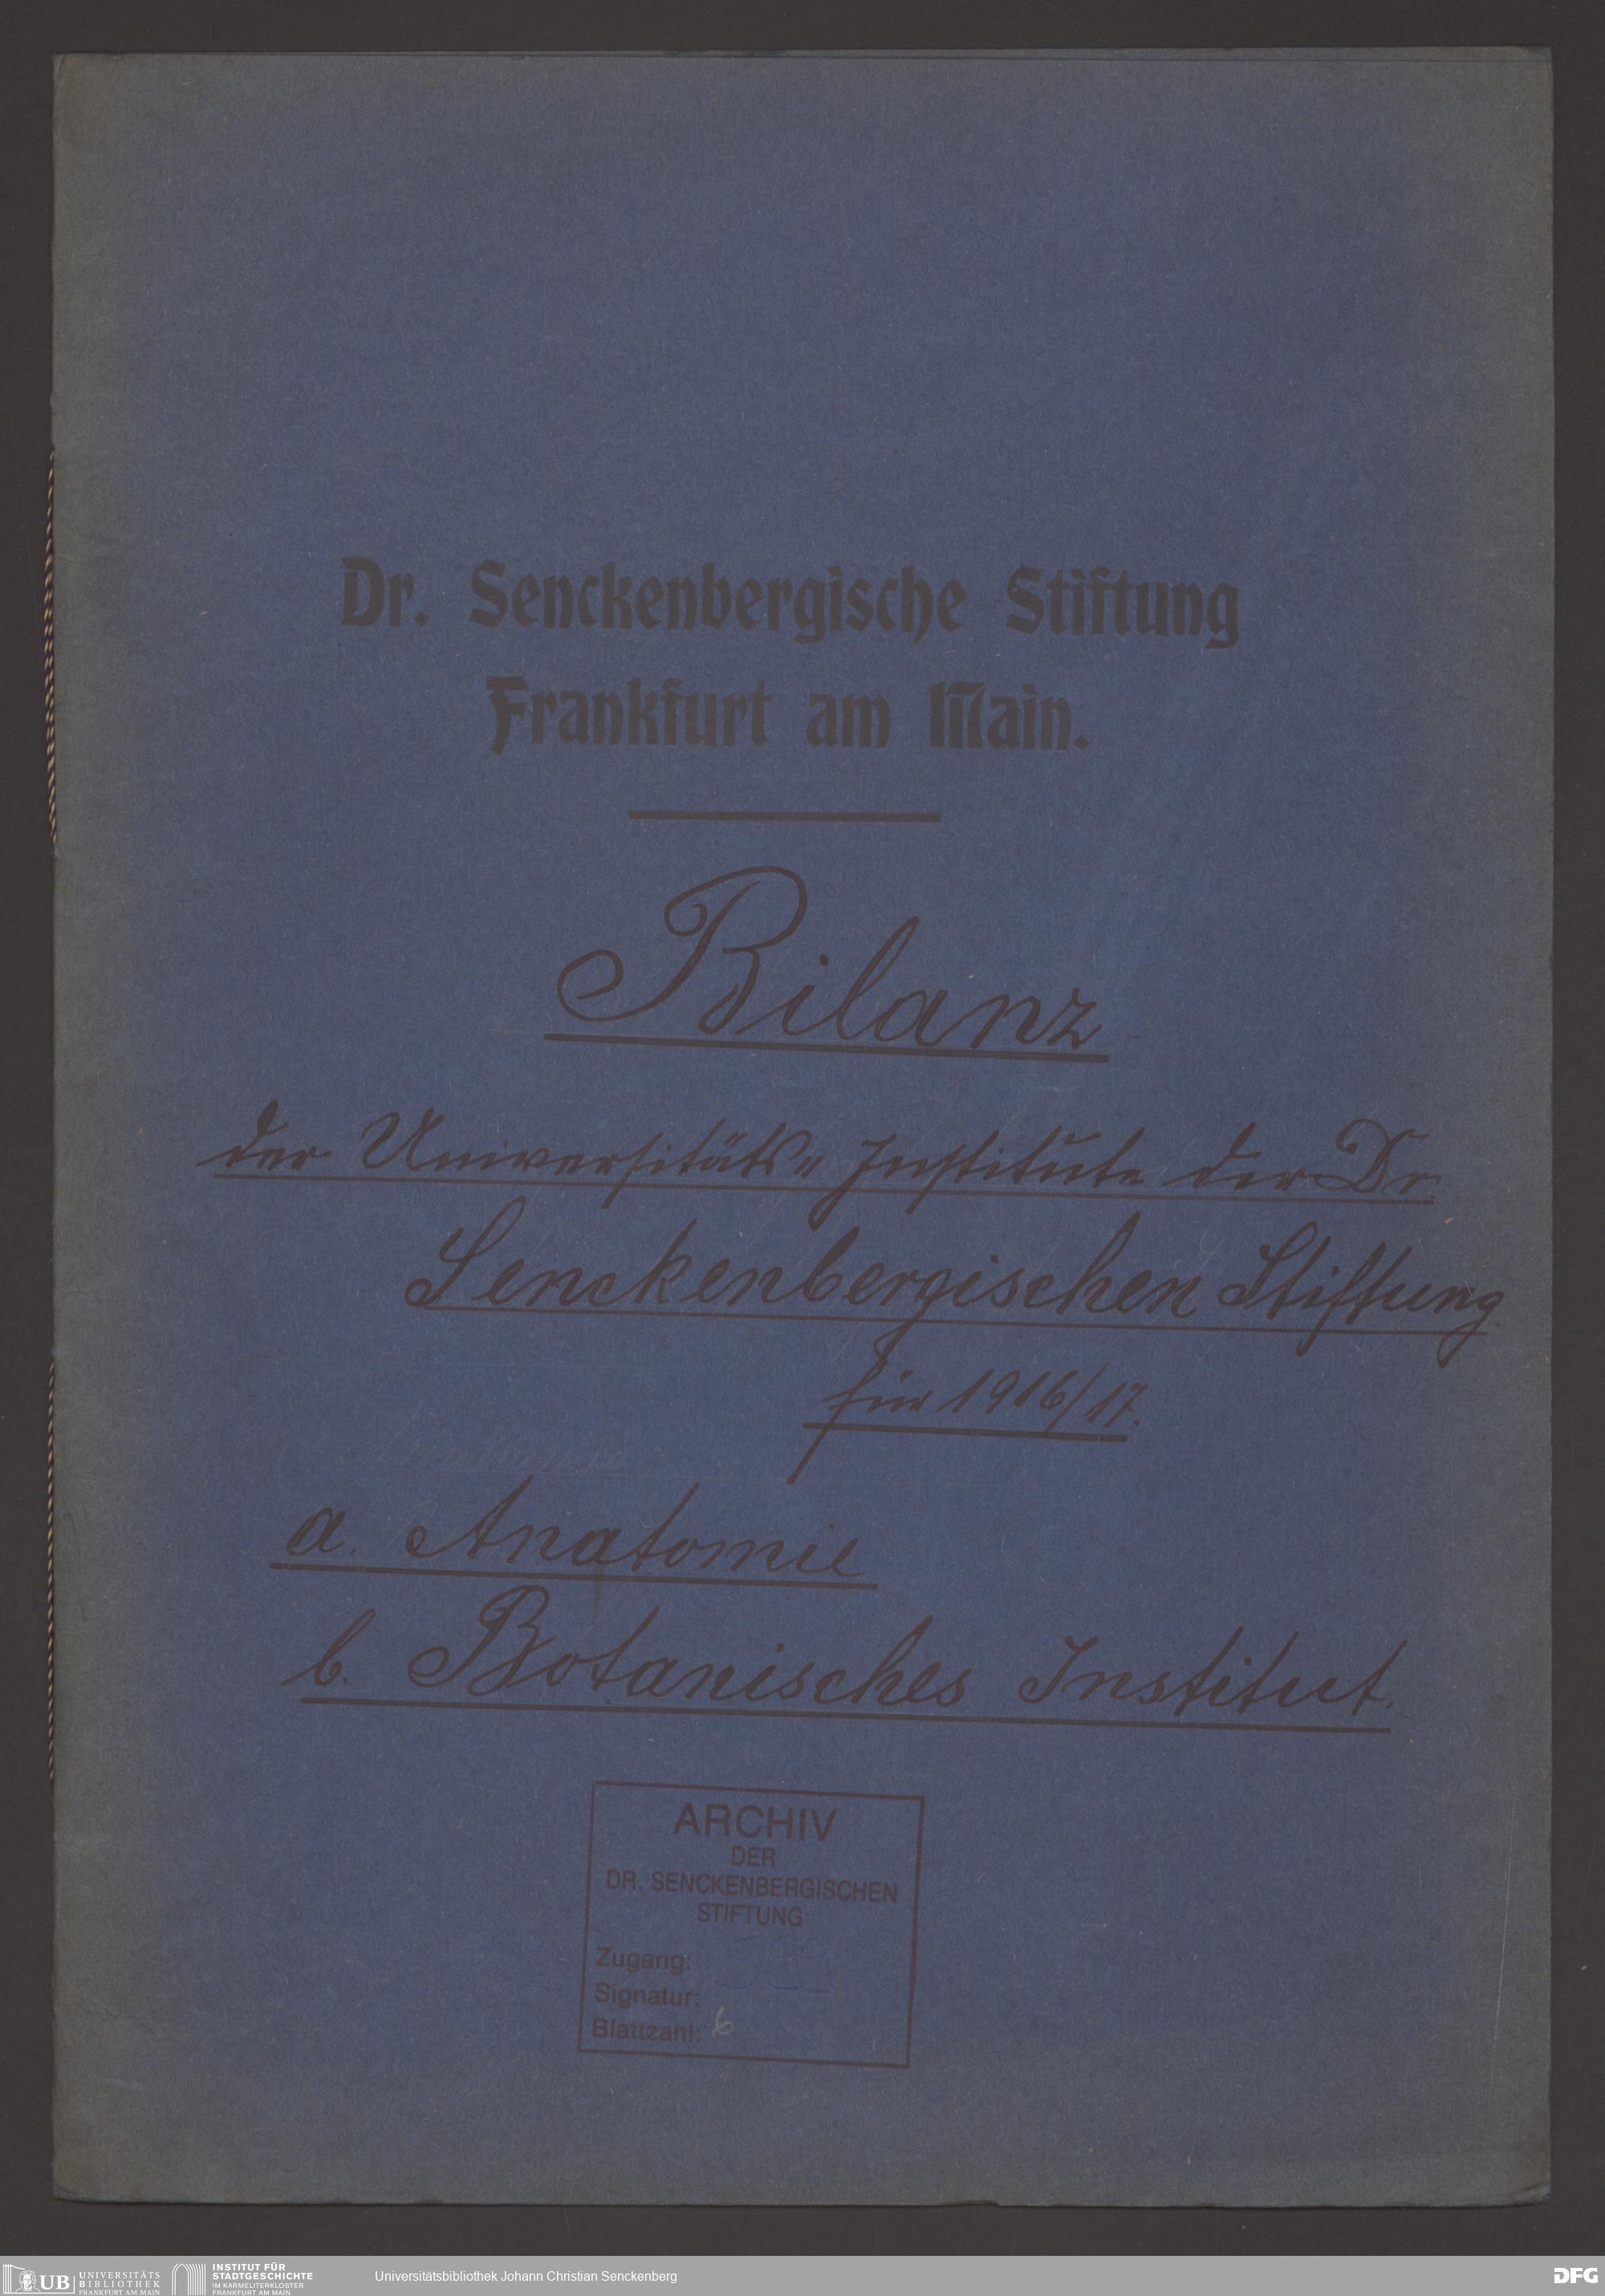 Dr. Senckenbergische Stiftung
Frankfurt am Main.
Bilanz
der Universitäts-Institute der Dr.
Senckenbergischen Stiftung
für 1916/17.
a. Anatomie
b. Botanisches Institut.
ARCHIV
DER
DR. SENCKENBERGISCHEN
STIFTUNG
Zugang:
Signatur:
Blattzahl: 6
UB UNIVERSITÄTS
BIBLIOTHEK
FRANKFURT AM MAIN
INSTITUT FÜR
STADTGESCHICHTE
IM KARMELITERKLOSTER
FRANKFURT AM MAIN
Universitätsbibliothek Johann Christian Senckenberg
DFG